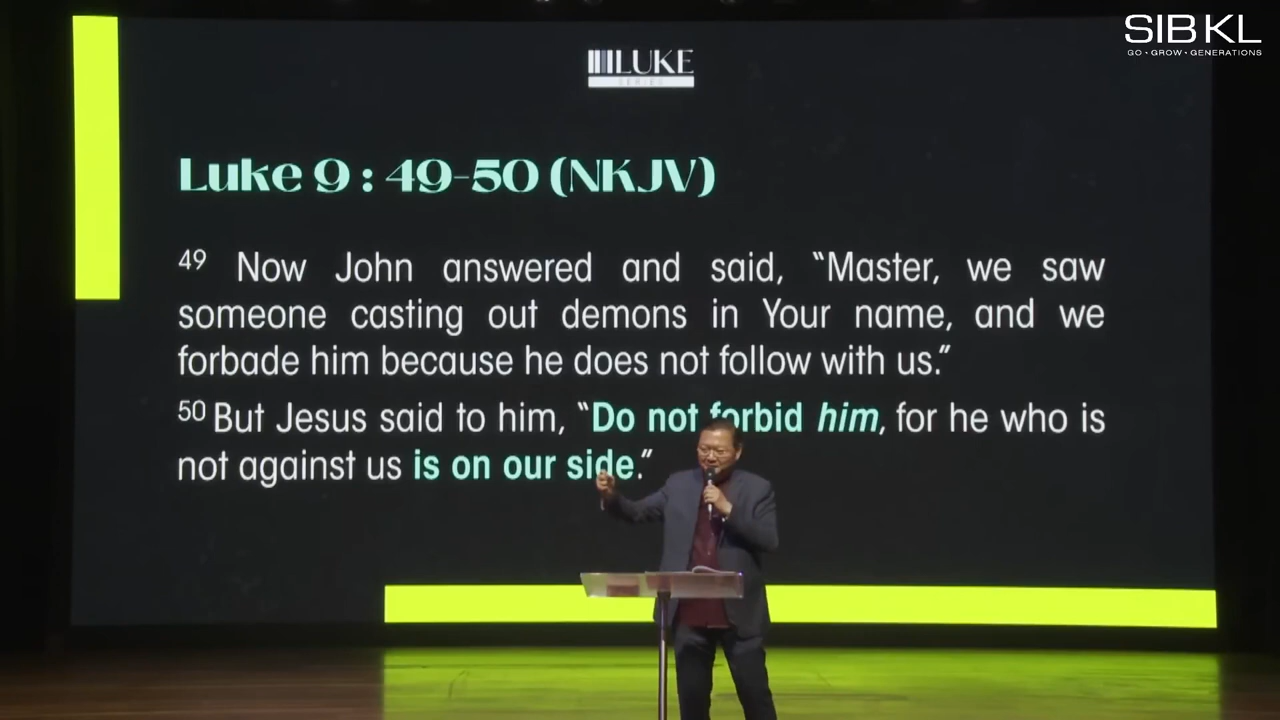 SIBKL
GO • GROW • GENERATIONS
LUKE
SERIES
Luke 9 : 49-50 (NKJV)
49 Now John answered and said, “Master, we saw
someone casting out demons in Your name, and we
forbade him because he does not follow with us.”
50 But Jesus said to him, “Do not forbid him, for he who is
not against us is on our side.”